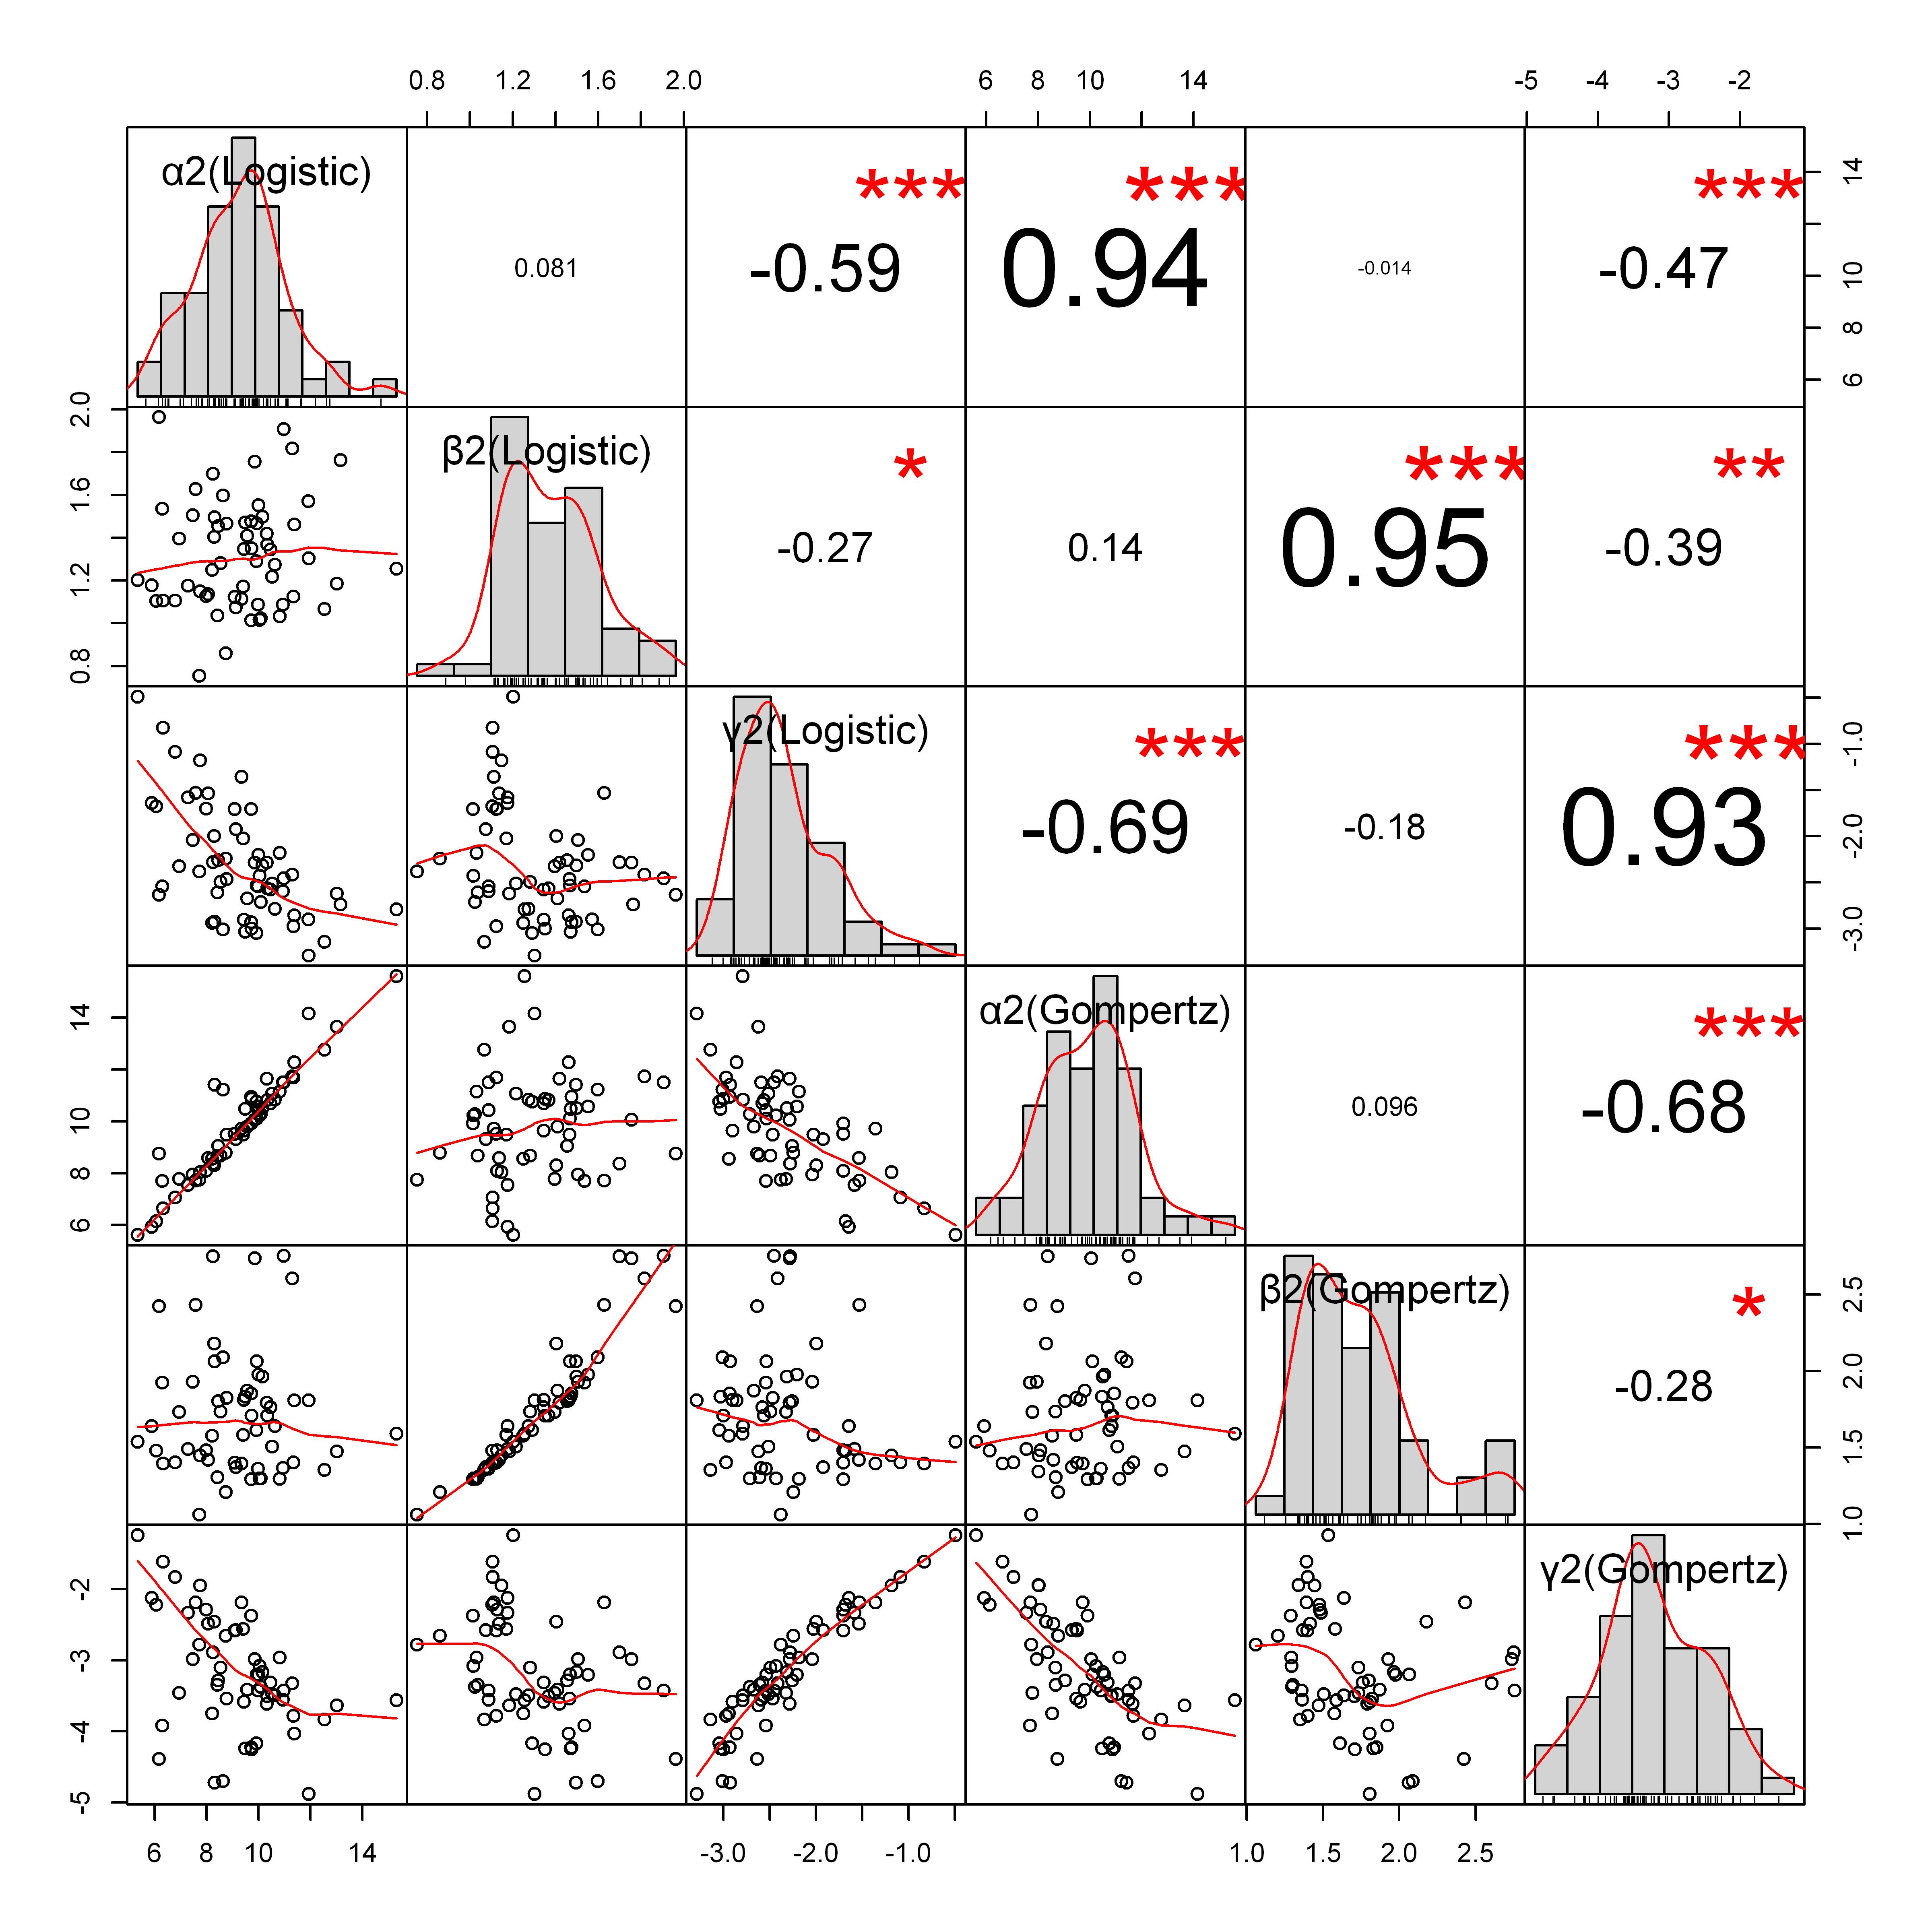 0.8 1.2 1.6 2.0 6 8 10 14 -5 -4 -3 -2
α2(Logistic) 0.081 *** -0.59 *** 0.94 -0.014 *** -0.47 6 8 10 14
0.8 1.2 1.6 2.0 β2(Logistic) * -0.27 0.14 *** 0.95 ** -0.39
γ2(Logistic) *** -0.69 -0.18 *** 0.93 -3.0 -2.0 -1.0
6 8 10 14 α2(Gompertz) 0.096 *** -0.68
β2(Gompertz) * -0.28 1.0 1.5 2.0 2.5
-5 -4 -3 -2 γ2(Gompertz)
6 8 10 14 -3.0 -2.0 -1.0 1.0 1.5 2.0 2.5